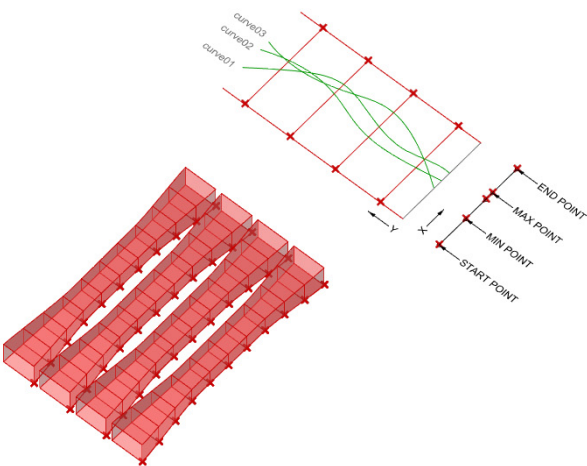 curve03
curve02
curve01
END POINT
MAX POINT
MIN POINT
START POINT
Y
X